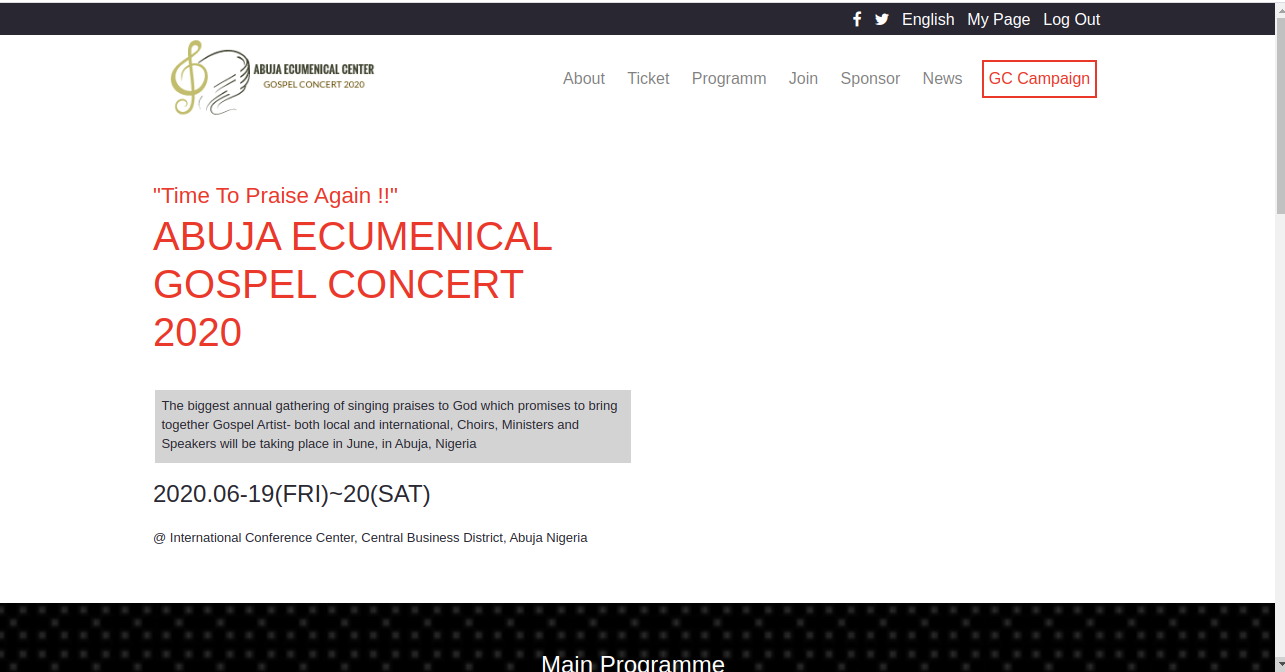 English My Page Log Out
ABUJA ECUMENICAL CENTER
GOSPEL CONCERT 2020
About Ticket Programm Join Sponsor News GC Campaign
"Time To Praise Again !!"
ABUJA ECUMENICAL
GOSPEL CONCERT
2020
The biggest annual gathering of singing praises to God which promises to bring
together Gospel Artist- both local and international, Choirs, Ministers and
Speakers will be taking place in June, in Abuja, Nigeria
2020.06-19(FRI)~20(SAT)
@ International Conference Center, Central Business District, Abuja Nigeria
Main Programme